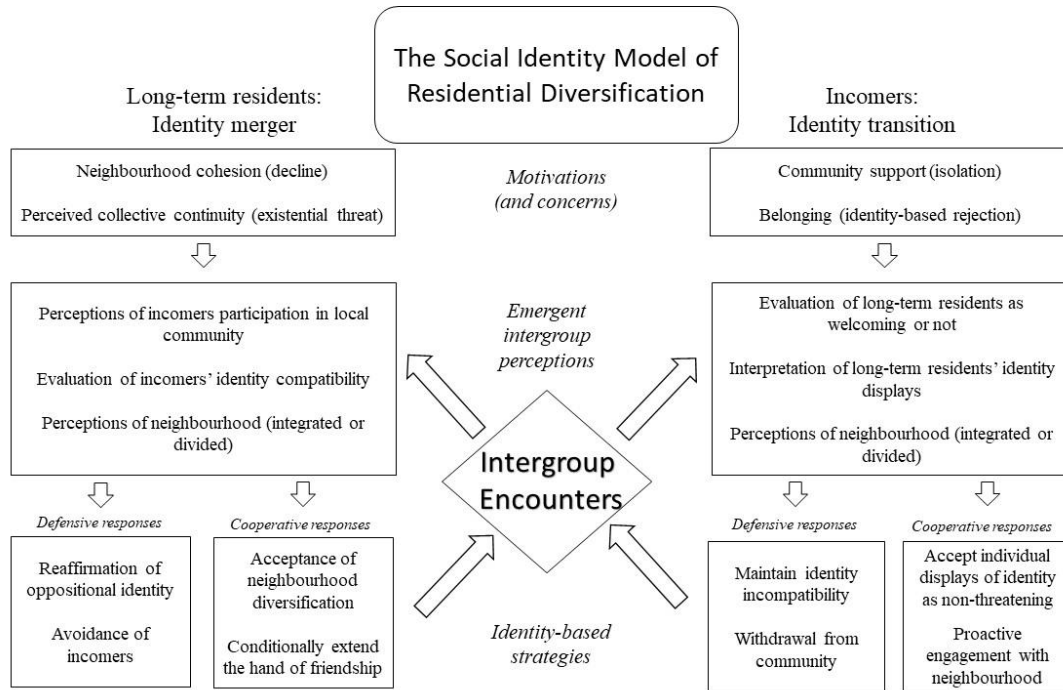 The Social Identity Model of
Residential Diversification
Long-term residents:
Identity merger
Incomers:
Identity transition
Neighbourhood cohesion (decline)
Perceived collective continuity (existential threat)
Motivations
(and concerns)
Community support (isolation)
Belonging (identity-based rejection)
Perceptions of incomers participation in local
community
Evaluation of incomers' identity compatibility
Perceptions of neighbourhood (integrated or
divided)
Emergent
intergroup
perceptions
Evaluation of long-term residents as
welcoming or not
Interpretation of long-term residents' identity
displays
Perceptions of neighbourhood (integrated or
divided)
Intergroup
Encounters
Defensive responses
Reaffirmation of
oppositional identity
Avoidance of
incomers
Cooperative responses
Acceptance of
neighbourhood
diversification
Conditionally extend
the hand of friendship
Identity-based
strategies
Defensive responses
Maintain identity
incompatibility
Withdrawal from
community
Cooperative responses
Accept individual
displays of identity
as non-threatening
Proactive
engagement with
neighbourhood